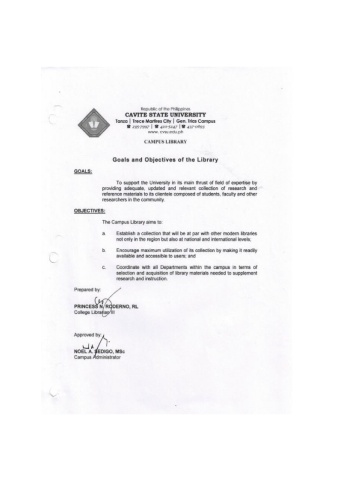 Republic of the Philippines
CAVITE STATE UNIVERSITY
Tanza | Trece Martires City | Gen. Trias Campus
www.cvsu.edu.ph
CAMPUS LIBRARY
Goals and Objectives of the Library
GOALS:
To support the University in its main thrust of field of expertise by
providing adequate, updated and relevant collection of research and
reference materials to its clientele composed of students, faculty and other
researchers in the community.
OBJECTIVES:
The Campus Library aims to:
a. Establish a collection that will be at par with other modern libraries
not only in the region but also at national and international levels;
b. Encourage maximum utilization of its collection by making it readily
available and accessible to users; and
c. Coordinate with all Departments within the campus in terms of
selection and acquisition of library materials needed to supplement
research and instruction.
Prepared by:
PRINCESS N. RODERNO, RL
College Librarian III
Approved by:
NOEL A. SEDIGO, MSc
Campus Administrator